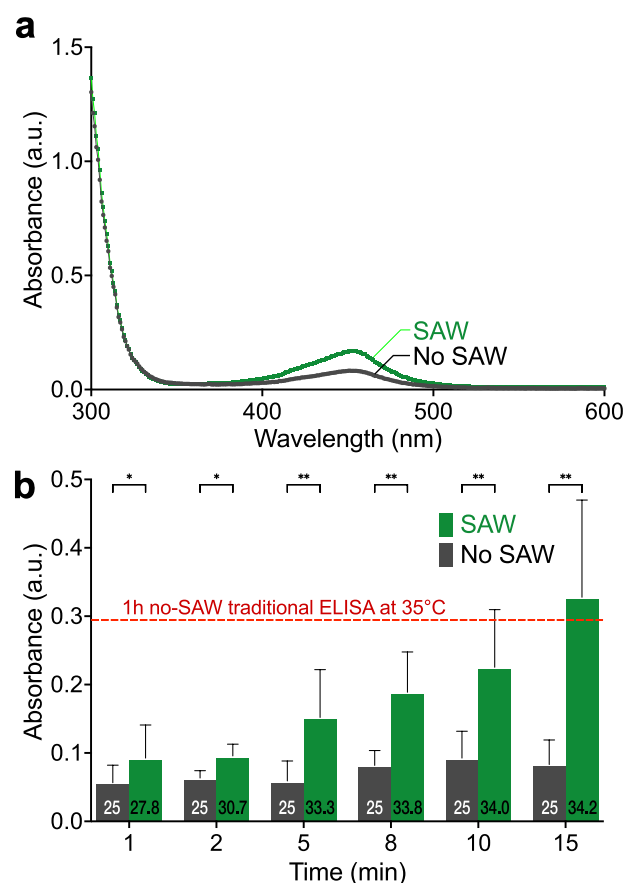 a
1.5
1.0
0.5
0.0
Absorbance (a.u.)
SAW
No SAW
300 400 500 600
Wavelength (nm)
b
0.5
0.4
0.3
0.2
0.1
0.0
Absorbance (a.u.)
* * ** ** ** **
SAW
No SAW
1h no-SAW traditional ELISA at 35°C
25 27.8 25 30.7 25 33.3 25 33.8 25 34.0 25 34.2
1 2 5 8 10 15
Time (min)